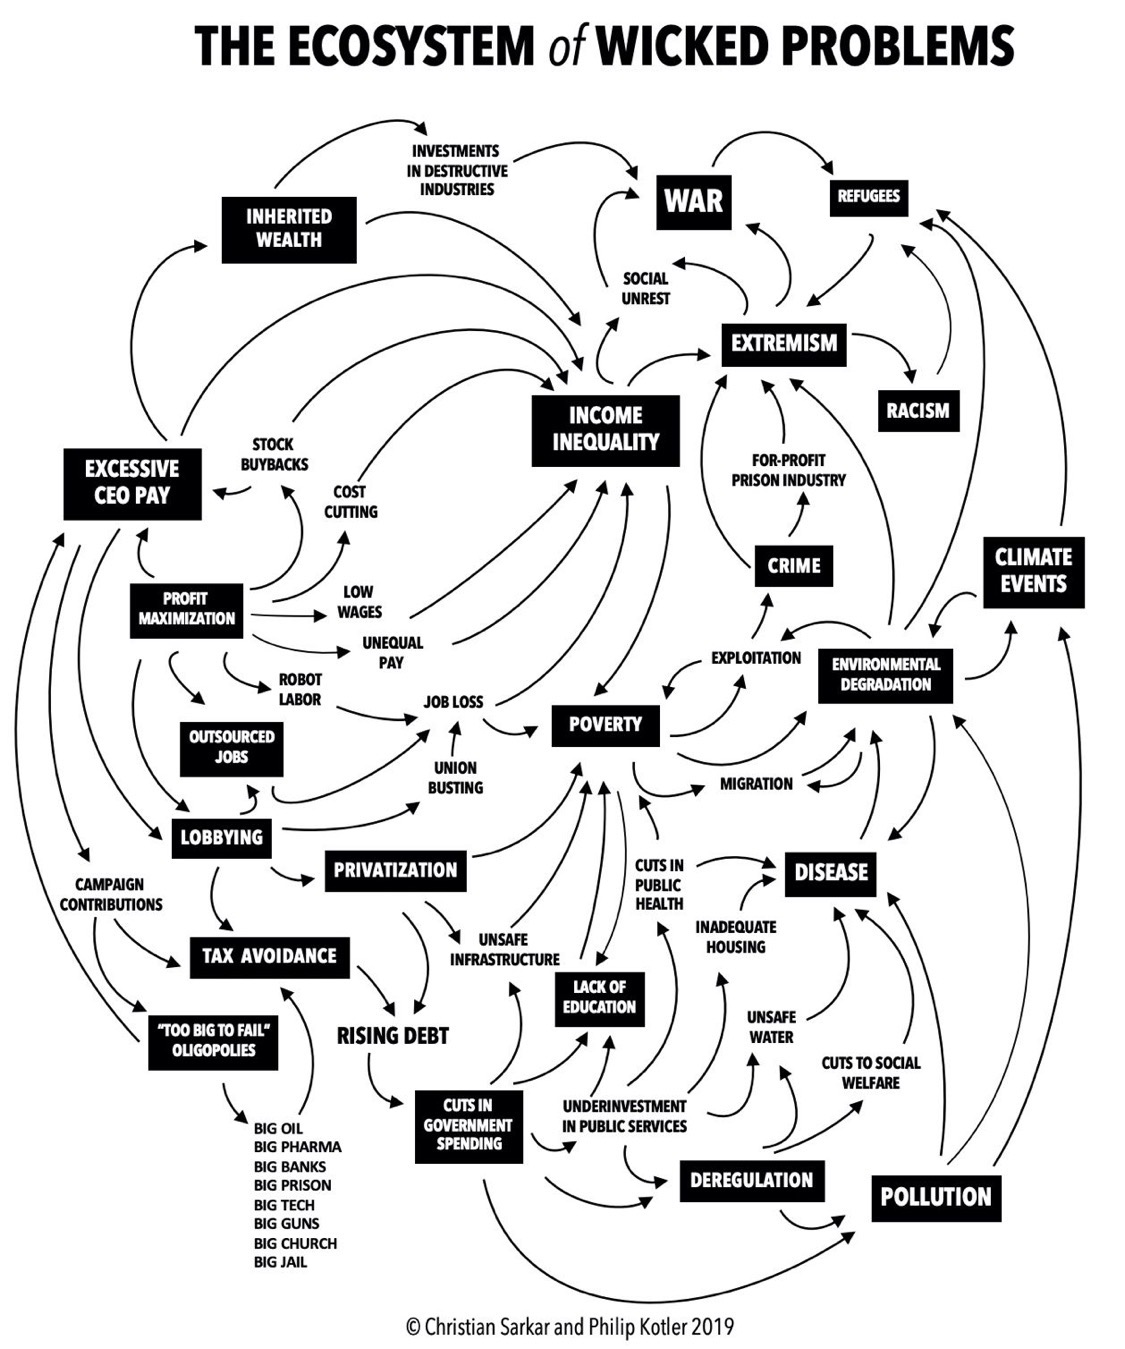 THE ECOSYSTEM of WICKED PROBLEMS
INVESTMENTS
IN DESTRUCTIVE
INDUSTRIES
WAR
REFUGEES
INHERITED
WEALTH
SOCIAL
UNREST
EXTREMISM
RACISM
INCOME
INEQUALITY
EXCESSIVE
CEO PAY
STOCK
BUYBACKS
COST
CUTTING
FOR-PROFIT
PRISON INDUSTRY
CRIME
CLIMATE
EVENTS
PROFIT
MAXIMIZATION
LOW
WAGES
UNEQUAL
PAY
EXPLOITATION
ENVIRONMENTAL
DEGRADATION
ROBOT
LABOR
JOB LOSS
POVERTY
OUTSOURCED
JOBS
UNION
BUSTING
MIGRATION
LOBBYING
PRIVATIZATION
CUTS IN
PUBLIC
HEALTH
DISEASE
CAMPAIGN
CONTRIBUTIONS
INADEQUATE
HOUSING
TAX AVOIDANCE
UNSAFE
INFRASTRUCTURE
LACK OF
EDUCATION
"TOO BIG TO FAIL"
OLIGOPOLIES
RISING DEBT
UNSAFE
WATER
CUTS TO SOCIAL
WELFARE
CUTS IN
GOVERNMENT
SPENDING
UNDERINVESTMENT
IN PUBLIC SERVICES
BIG OIL
BIG PHARMA
BIG BANKS
BIG PRISON
BIG TECH
BIG GUNS
BIG CHURCH
BIG JAIL
DEREGULATION
POLLUTION
© Christian Sarkar and Philip Kotler 2019